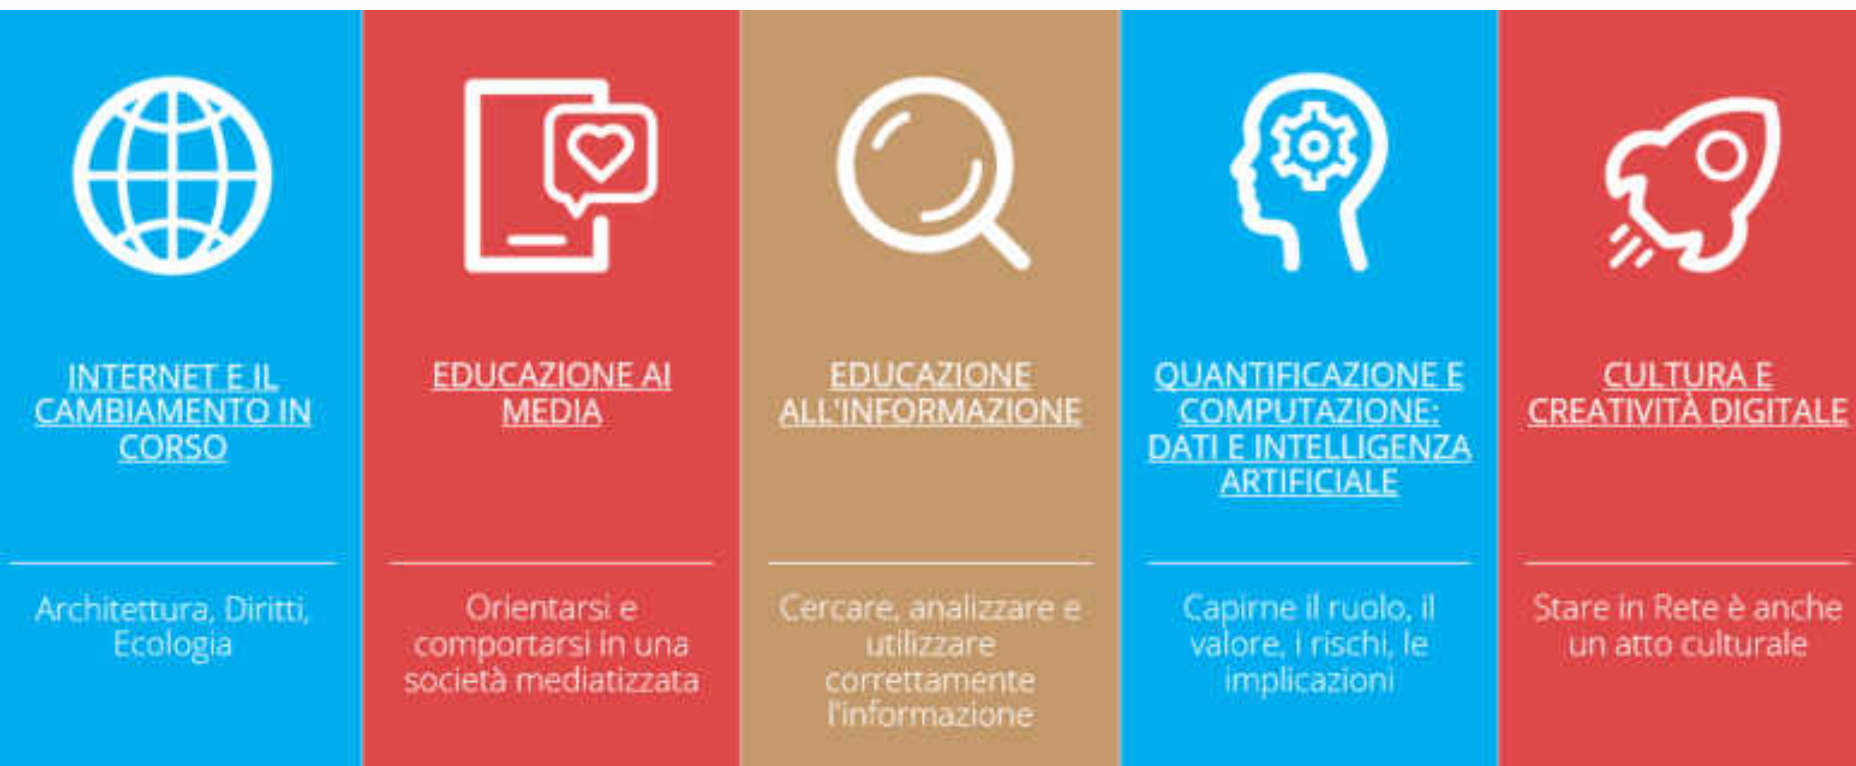 INTERNET E IL
CAMBIAMENTO IN
CORSO
Architettura, Diritti,
Ecologia
EDUCAZIONE AI
MEDIA
Orientarsi e
comportarsi in una
società mediatizzata
EDUCAZIONE
ALL'INFORMAZIONE
Cercare, analizzare e
utilizzare
correttamente
l'informazione
QUANTIFICAZIONE E
COMPUTAZIONE:
DATI E INTELLIGENZA
ARTIFICIALE
Capirne il ruolo, il
valore, i rischi, le
implicazioni
CULTURA E
CREATIVITÀ DIGITALE
Stare in Rete è anche
un atto culturale